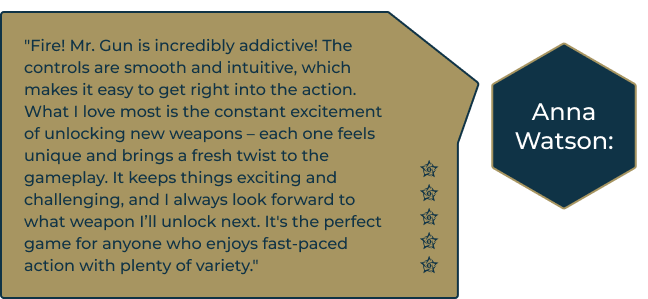 "Fire! Mr. Gun is incredibly addictive! The
controls are smooth and intuitive, which
makes it easy to get right into the action.
What I love most is the constant excitement
of unlocking new weapons – each one feels
unique and brings a fresh twist to the
gameplay. It keeps things exciting and
challenging, and I always look forward to
what weapon I’ll unlock next. It's the perfect
game for anyone who enjoys fast-paced
action with plenty of variety."
Anna
Watson: